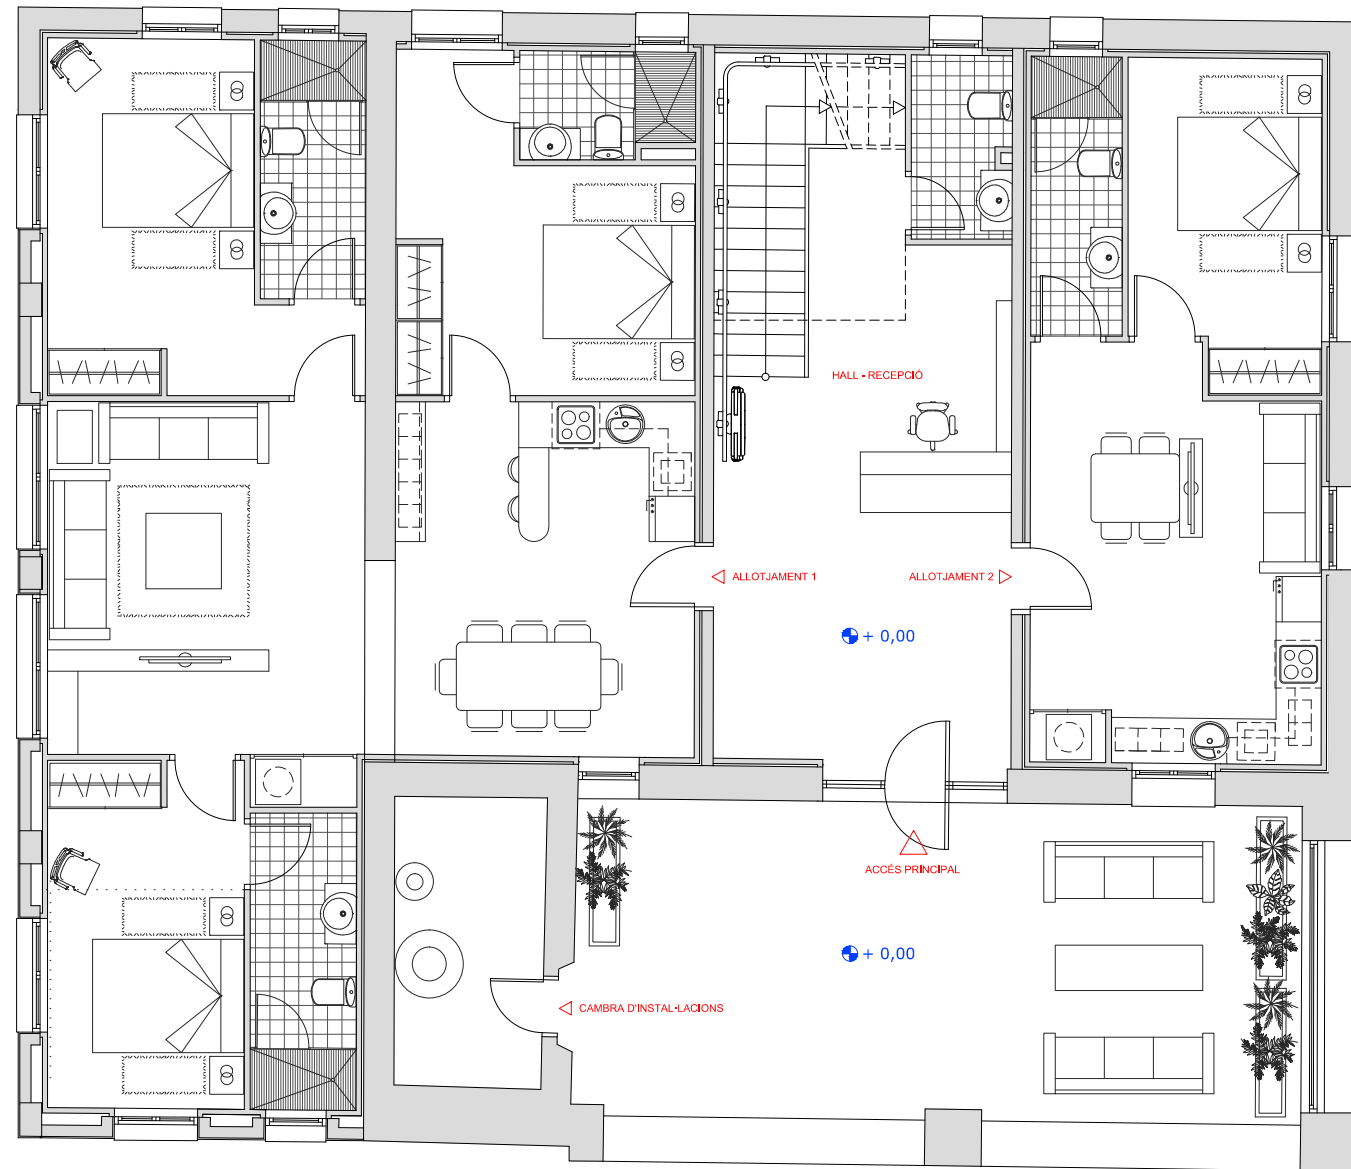 HALL - RECEPCIÓ
ALLOTJAMENT 1
ALLOTJAMENT 2
+ 0,00
ACCÉS PRINCIPAL
+ 0,00
CAMBRA D'INSTAL·LACIONS